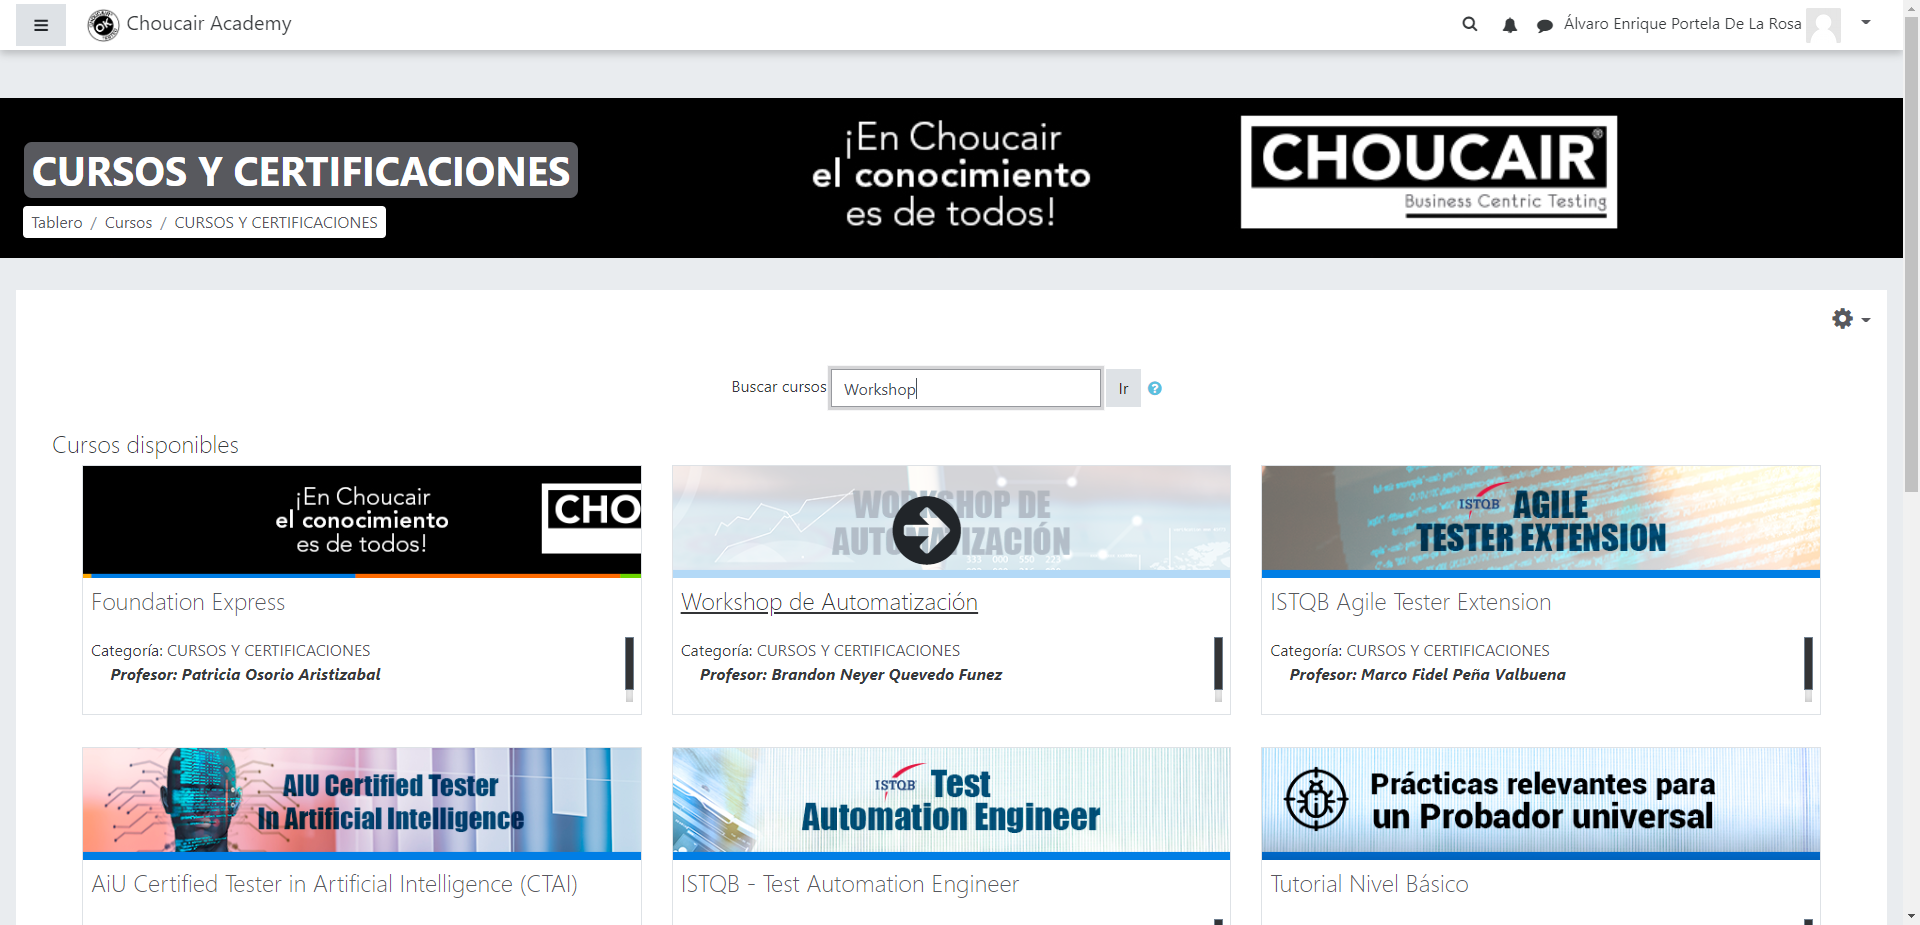 Choucair Academy
Álvaro Enrique Portela De La Rosa
CURSOS Y CERTIFICACIONES
Tablero / Cursos / CURSOS Y CERTIFICACIONES
¡En Choucair
el conocimiento
es de todos!
CHOUCAIR®
Business Centric Testing
Buscar cursos
Workshop
Ir
Cursos disponibles
¡En Choucair
el conocimiento
es de todos!
CHO
Foundation Express
Categoría: CURSOS Y CERTIFICACIONES
Profesor: Patricia Osorio Aristizabal
WORKSHOP DE
AUTOMATIZACIÓN
Workshop de Automatización
Categoría: CURSOS Y CERTIFICACIONES
Profesor: Brandon Neyer Quevedo Funez
ISTQB AGILE
TESTER EXTENSION
ISTQB Agile Tester Extension
Categoría: CURSOS Y CERTIFICACIONES
Profesor: Marco Fidel Peña Valbuena
AIU Certified Tester
In Artificial Intelligence
AiU Certified Tester in Artificial Intelligence (CTAI)
ISTQB Test
Automation Engineer
ISTQB - Test Automation Engineer
Prácticas relevantes para
un Probador universal
Tutorial Nivel Básico